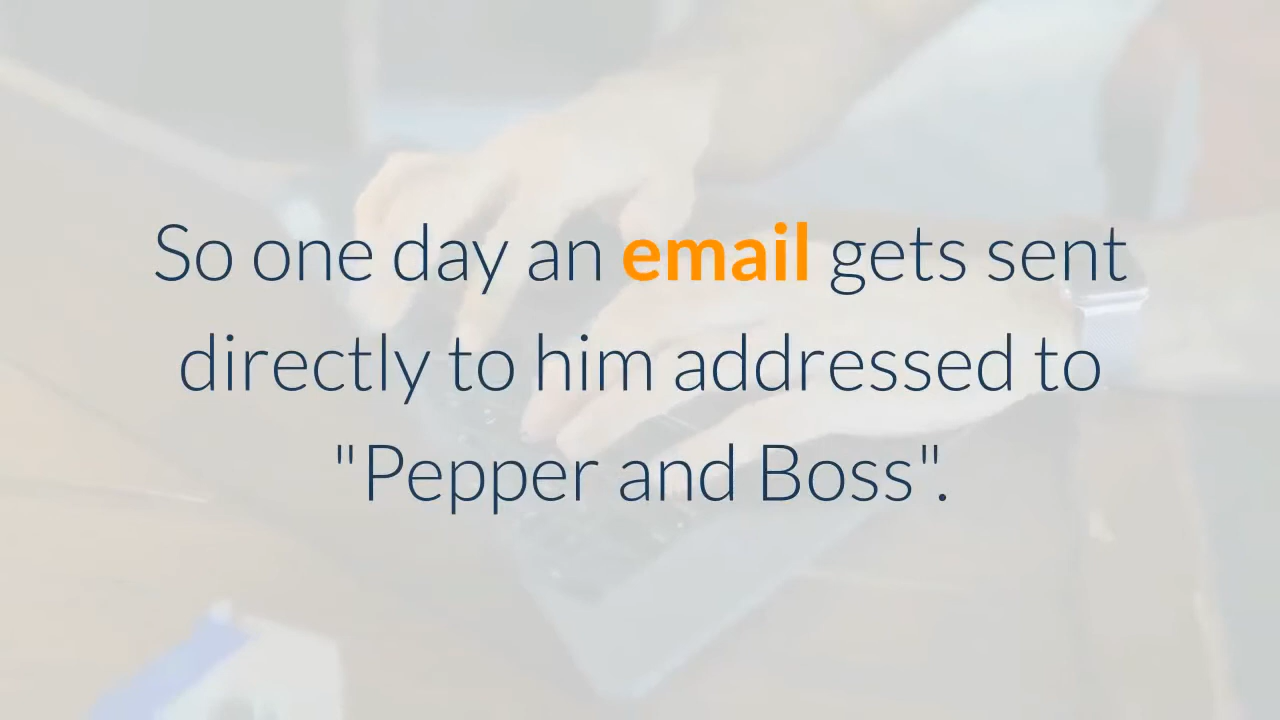 So one day an email gets sent
directly to him addressed to
"Pepper and Boss".